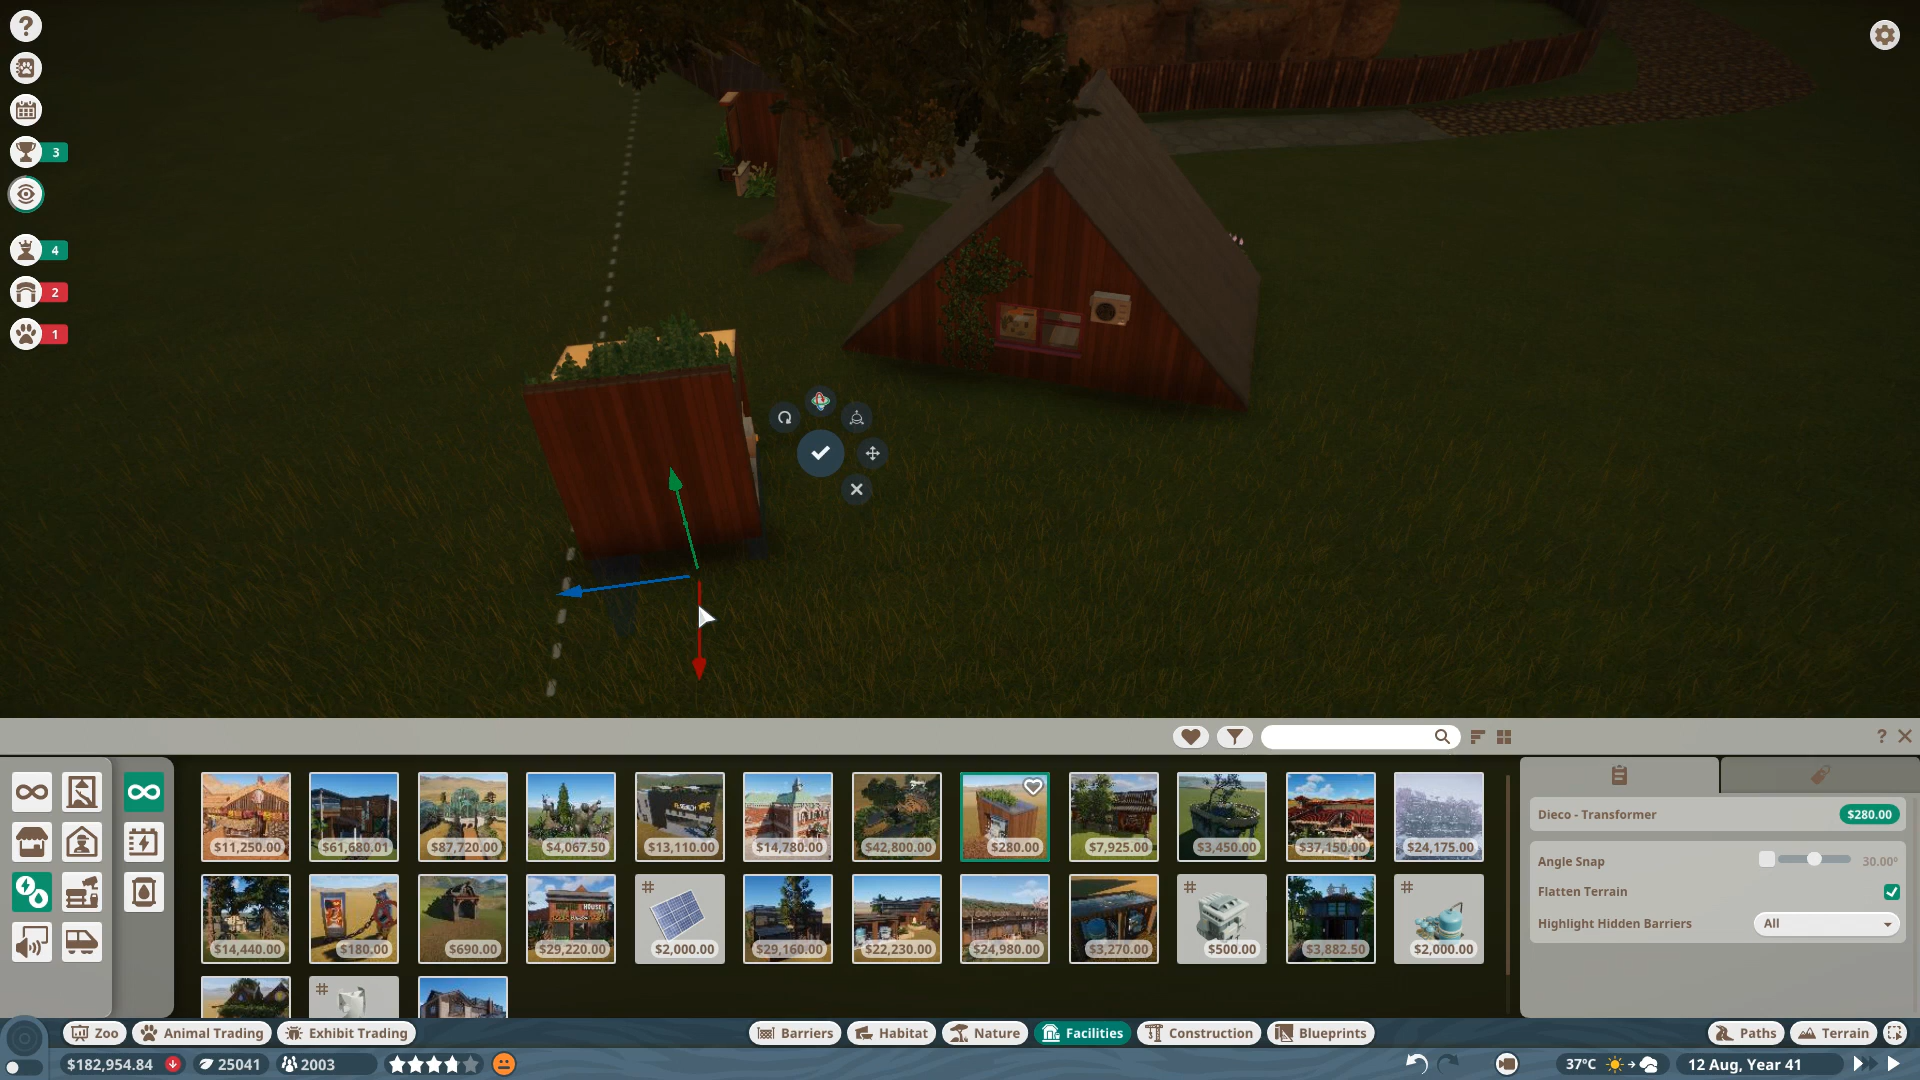 ?
3
4
2
1
?
$11,250.00
$61,680.01
$87,720.00
$4,067.50
$13,110.00
$14,780.00
$42,800.00
$280.00
$7,925.00
$3,450.00
$37,150.00
$24,175.00
$14,440.00
$180.00
$690.00
HOUSE
$29,220.00
#
$2,000.00
$29,160.00
$22,230.00
$24,980.00
$3,270.00
#
$500.00
$3,882.50
#
$2,000.00
#
Dieco - Transformer
$280.00
Angle Snap
30.00°
Flatten Terrain
Highlight Hidden Barriers
All
Zoo
Animal Trading
Exhibit Trading
Barriers
Habitat
Nature
Facilities
Construction
Blueprints
Paths
Terrain
$182,954.84
25041
2003
37°C
12 Aug, Year 41